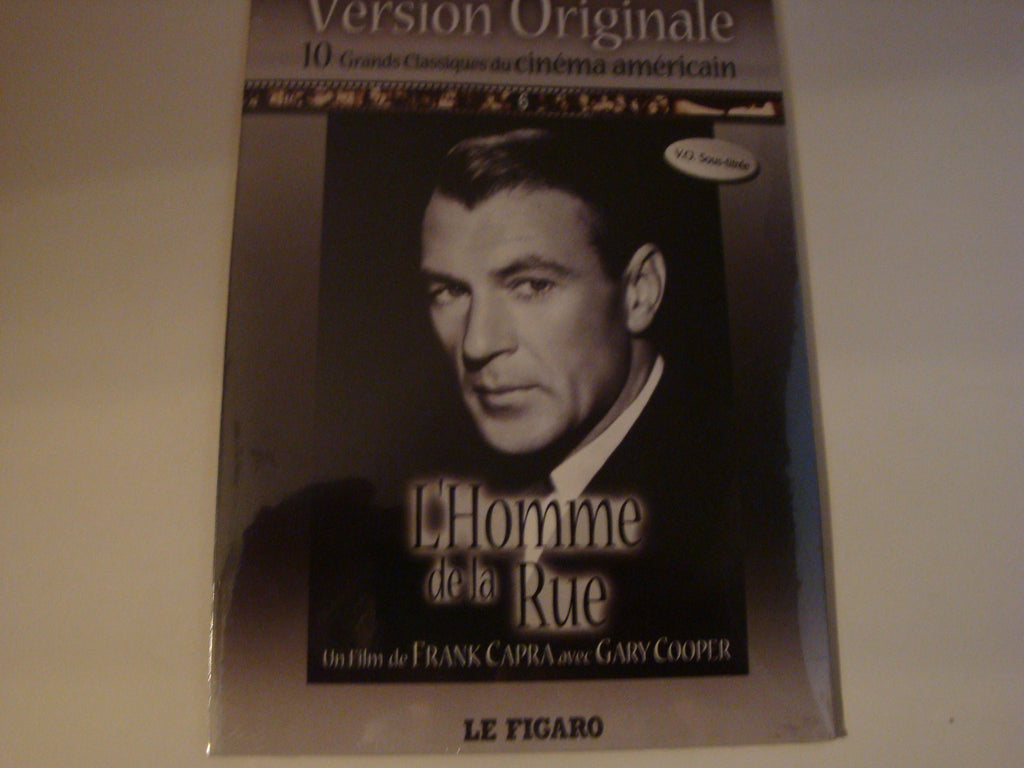 Version Originale
10 Grands Classiques du cinéma américain
6
V.O. Sous-titrée
L'Homme
de la Rue
Un Film de FRANK CAPRA avec GARY COOPER
LE FIGARO